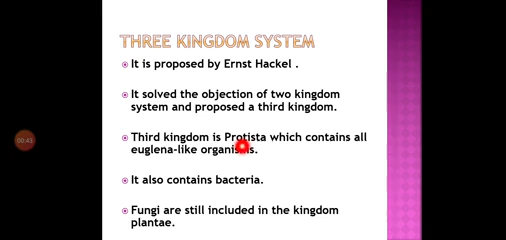 THREE KINGDOM SYSTEM
It is proposed by Ernst Hackel .
It solved the objection of two kingdom
system and proposed a third kingdom.
Third kingdom is Protista which contains all
euglena-like organisms.
It also contains bacteria.
Fungi are still included in the kingdom
plantae.
00:43